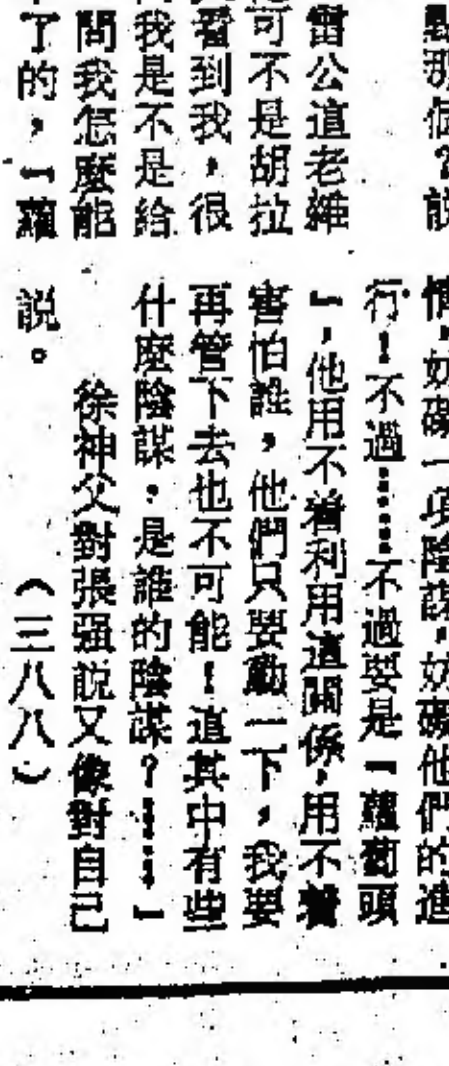 點那個？說
雷公這老雜
可不是胡拉
看到我，很
我是不是給
問我怎麼能
了的，「蘿
情，妨礙一項陰謀，妨礙他們的進
行！不過……不過要是「蘿蔔頭
」，他用不着利用這關係，用不着
害怕誰，他們只要動一下，我要
再管下去也不可能！這其中有些
什麼陰謀，是誰的陰謀？……」
徐神父對張强說又像對自己
說。　（三八八）